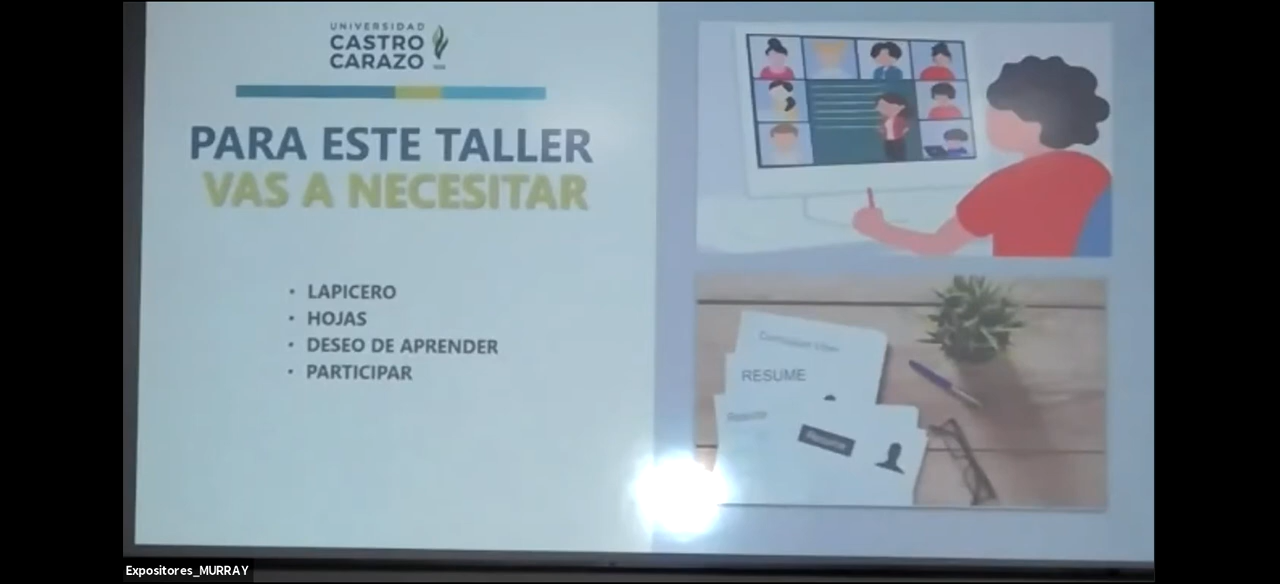 UNIVERSIDAD
CASTRO
CARAZO
PARA ESTE TALLER
VAS A NECESITAR
• LAPICERO
• HOJAS
• DESEO DE APRENDER
• PARTICIPAR
RESUME
Resume
Expositores_MURRAY